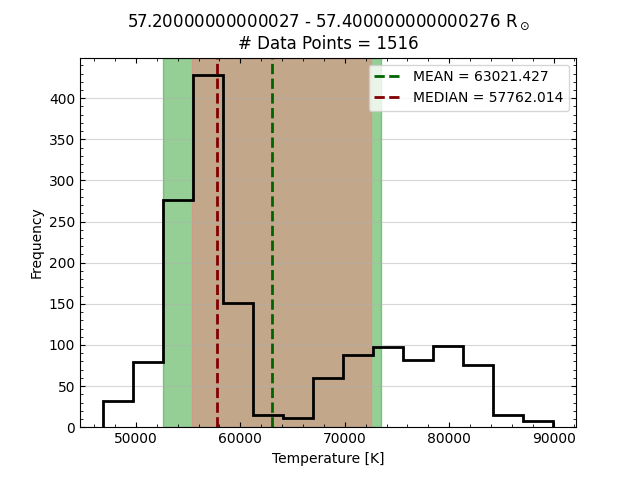 57.20000000000027 - 57.400000000000276 R⊙
# Data Points = 1516
MEAN = 63021.427
MEDIAN = 57762.014
Frequency
400
350
300
250
200
150
100
50
0
50000 60000 70000 80000 90000
Temperature [K]